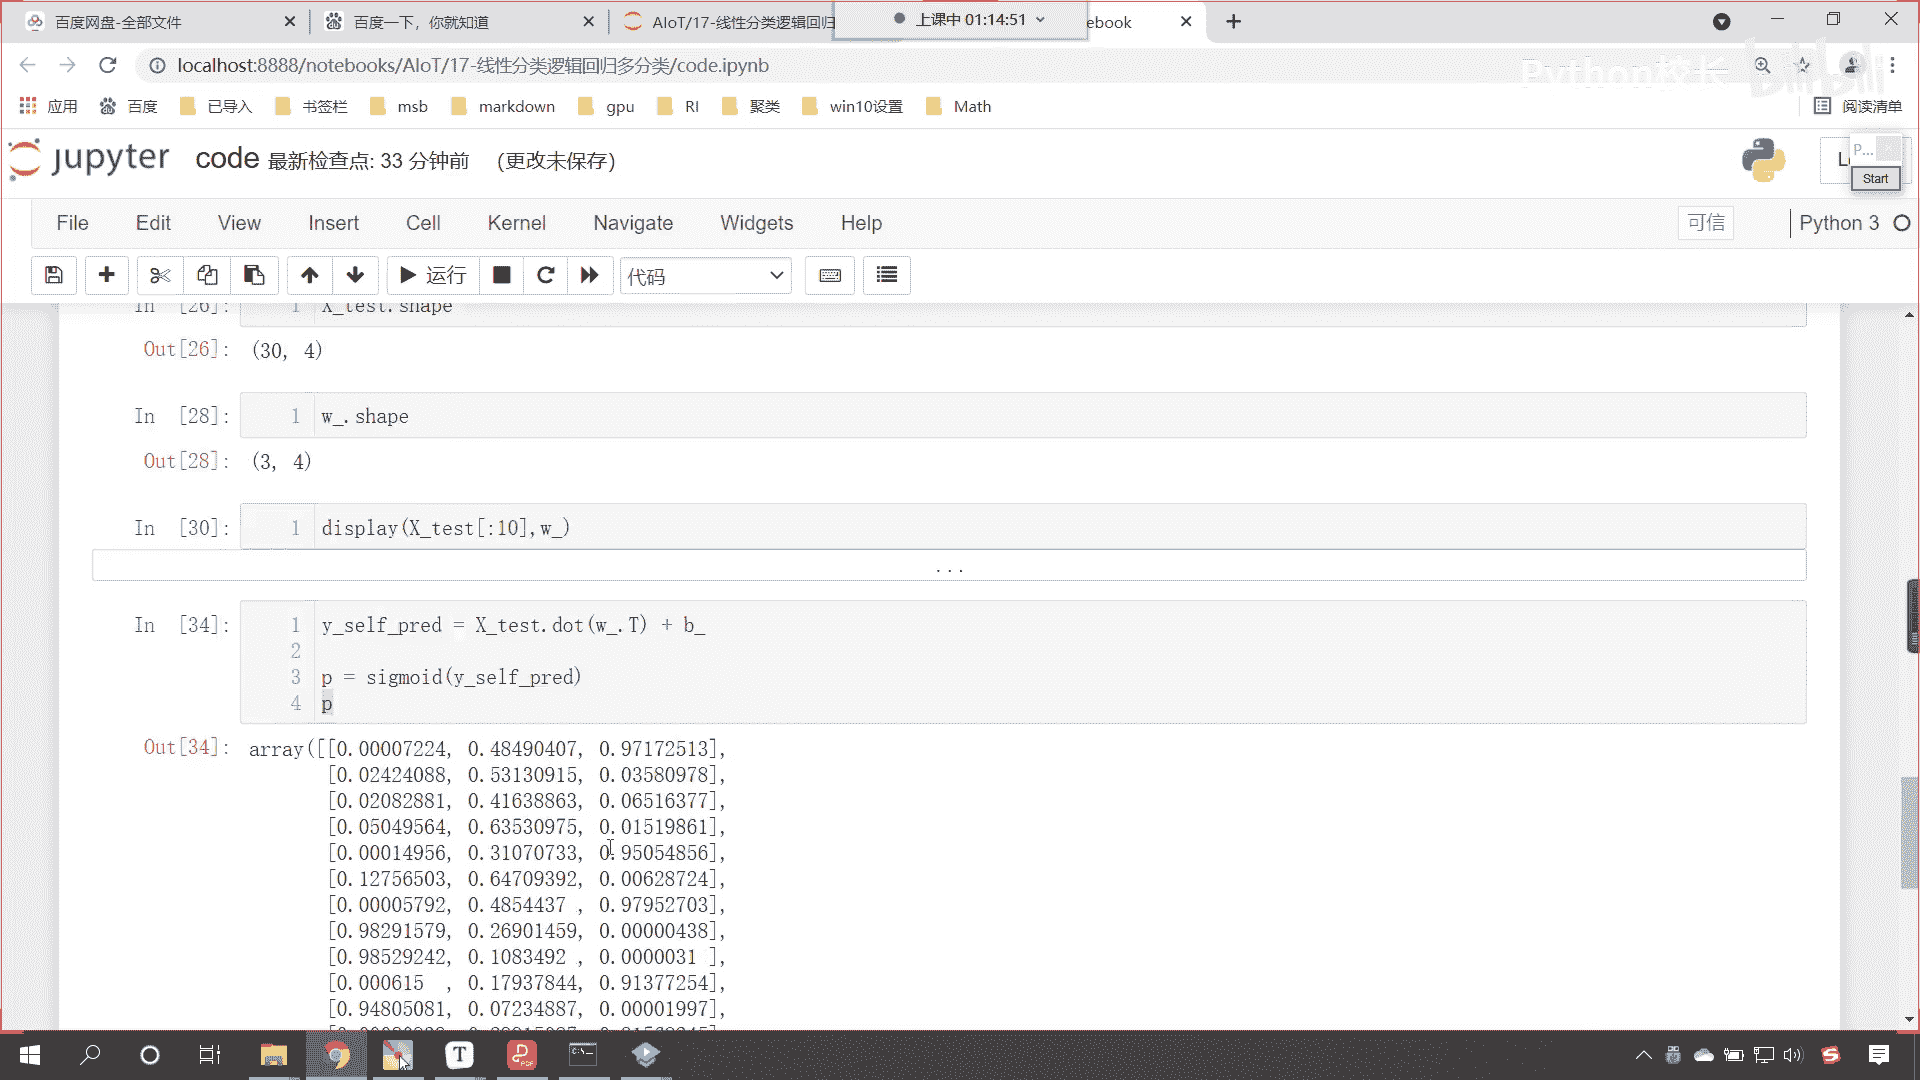 百度网盘-全部文件
百度一下，你就知道
AIoT/17-线性分类逻辑回归
上课中 01:14:51
ebook
localhost:8888/notebooks/AIoT/17-线性分类逻辑回归多分类/code.ipynb
Python校长
bilibili
应用 百度 已导入 书签栏 msb markdown gpu RI 聚类 win10设置 Math 阅读清单
jupyter code 最新检查点: 33 分钟前 (更改未保存)
P...
Start
File Edit View Insert Cell Kernel Navigate Widgets Help 可信 Python 3
运行 代码
In [26]: 1 X_test.shape
Out[26]: (30, 4)
In [28]: 1 w_.shape
Out[28]: (3, 4)
In [30]: 1 display(X_test[:10],w_)
...
In [34]: 1 y_self_pred = X_test.dot(w_.T) + b_
2
3 p = sigmoid(y_self_pred)
4 p
Out[34]: array([[0.00007224, 0.48490407, 0.97172513],
[0.02424088, 0.53130915, 0.03580978],
[0.02082881, 0.41638863, 0.06516377],
[0.05049564, 0.63530975, 0.01519861],
[0.00014956, 0.31070733, 0.95054856],
[0.12756503, 0.64709392, 0.00628724],
[0.00005792, 0.4854437 , 0.97952703],
[0.98291579, 0.26901459, 0.00000438],
[0.98529242, 0.1083492 , 0.0000031 ],
[0.000615  , 0.17937844, 0.91377254],
[0.94805081, 0.07234887, 0.00001997],